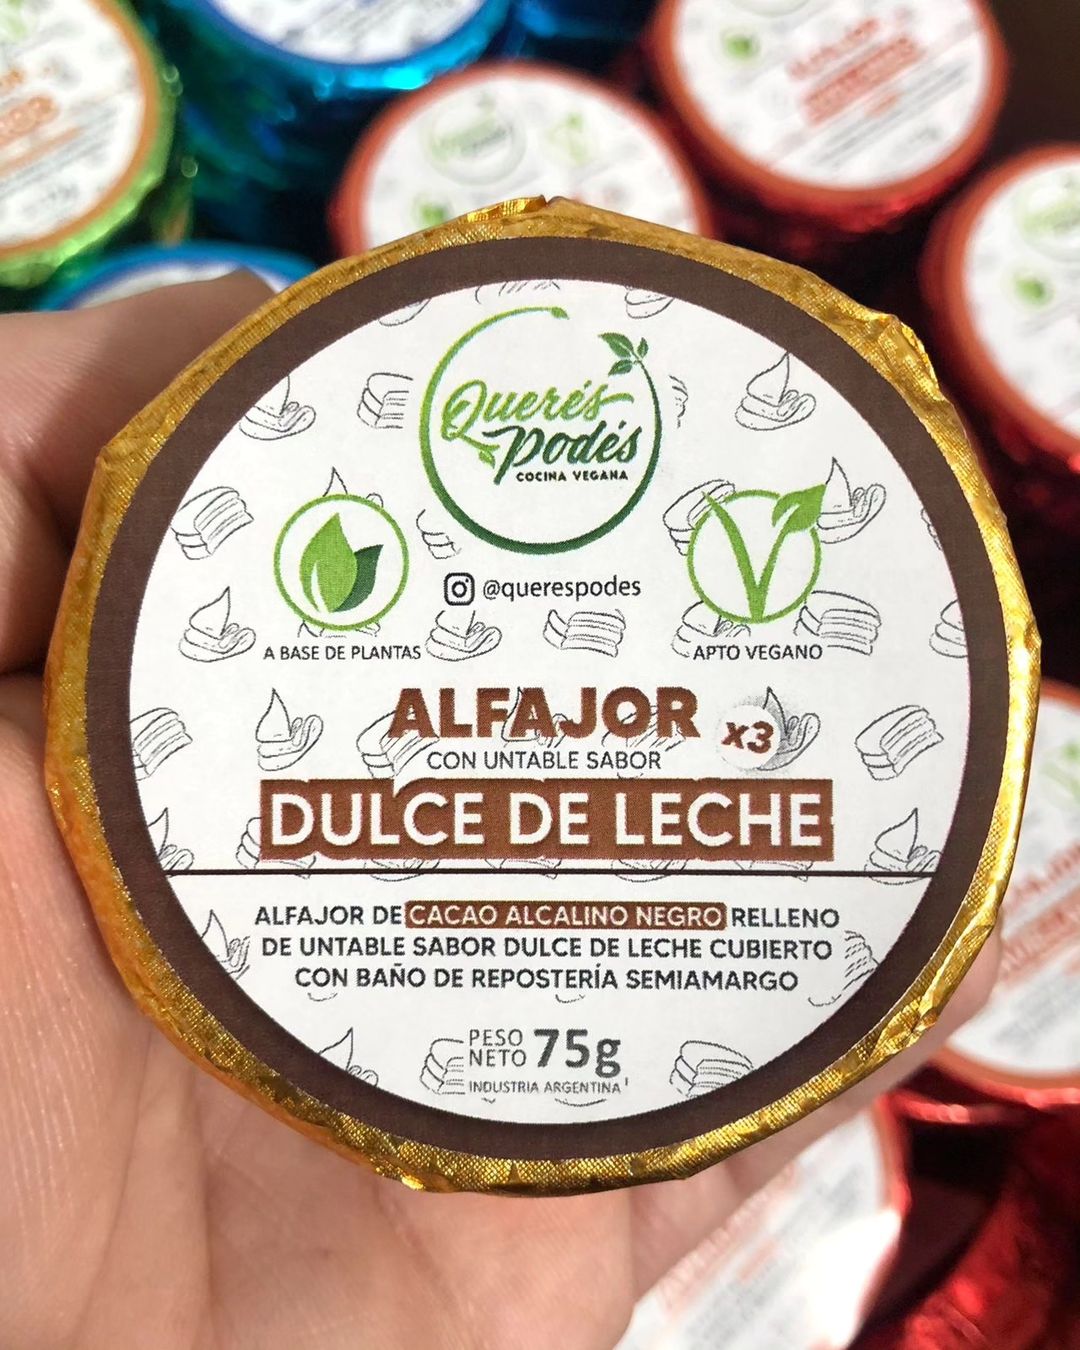 Querés
Podés
COCINA VEGANA
@querespodes
A BASE DE PLANTAS
APTO VEGANO
ALFAJOR
x3
CON UNTABLE SABOR
DULCE DE LECHE
ALFAJOR DE CACAO ALCALINO NEGRO RELLENO
DE UNTABLE SABOR DULCE DE LECHE CUBIERTO
CON BAÑO DE REPOSTERÍA SEMIAMARGO
PESO
NETO 75g
INDUSTRIA ARGENTINA